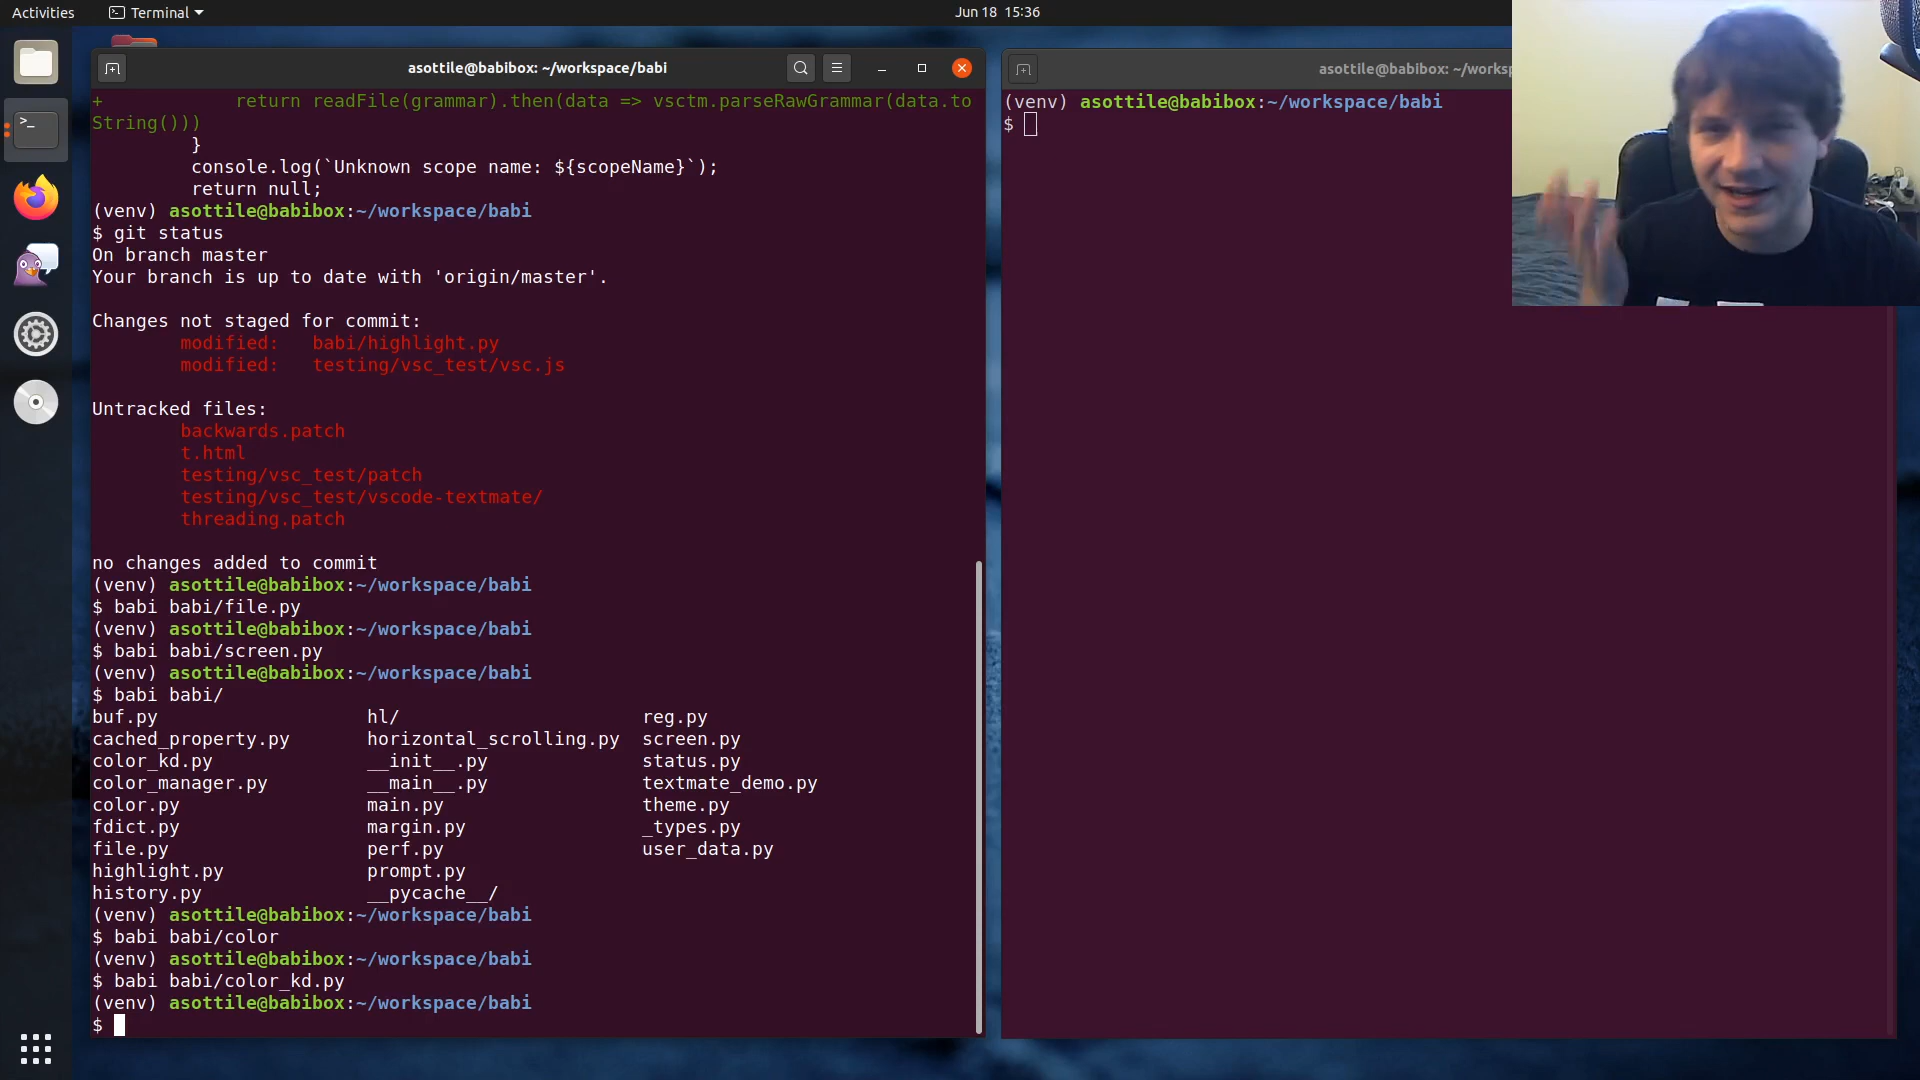 Activities
Terminal
Jun 18 15:36
asottile@babibox: ~/workspace/babi
+             return readFile(grammar).then(data => vsctm.parseRawGrammar(data.to
String()))
}
console.log(`Unknown scope name: ${scopeName}`);
return null;
(venv) asottile@babibox:~/workspace/babi
$ git status
On branch master
Your branch is up to date with 'origin/master'.
Changes not staged for commit:
modified:   babi/highlight.py
modified:   testing/vsc_test/vsc.js
Untracked files:
backwards.patch
t.html
testing/vsc_test/patch
testing/vsc_test/vscode-textmate/
threading.patch
no changes added to commit
(venv) asottile@babibox:~/workspace/babi
$ babi babi/file.py
(venv) asottile@babibox:~/workspace/babi
$ babi babi/screen.py
(venv) asottile@babibox:~/workspace/babi
$ babi babi/
buf.py                   hl/                      reg.py
cached_property.py       horizontal_scrolling.py  screen.py
color_kd.py              __init__.py              status.py
color_manager.py         __main__.py              textmate_demo.py
color.py                 main.py                  theme.py
fdict.py                 margin.py                _types.py
file.py                  perf.py                  user_data.py
highlight.py             prompt.py
history.py               __pycache__/
(venv) asottile@babibox:~/workspace/babi
$ babi babi/color
(venv) asottile@babibox:~/workspace/babi
$ babi babi/color_kd.py
(venv) asottile@babibox:~/workspace/babi
$
asottile@babibox: ~/worksp
(venv) asottile@babibox:~/workspace/babi
$